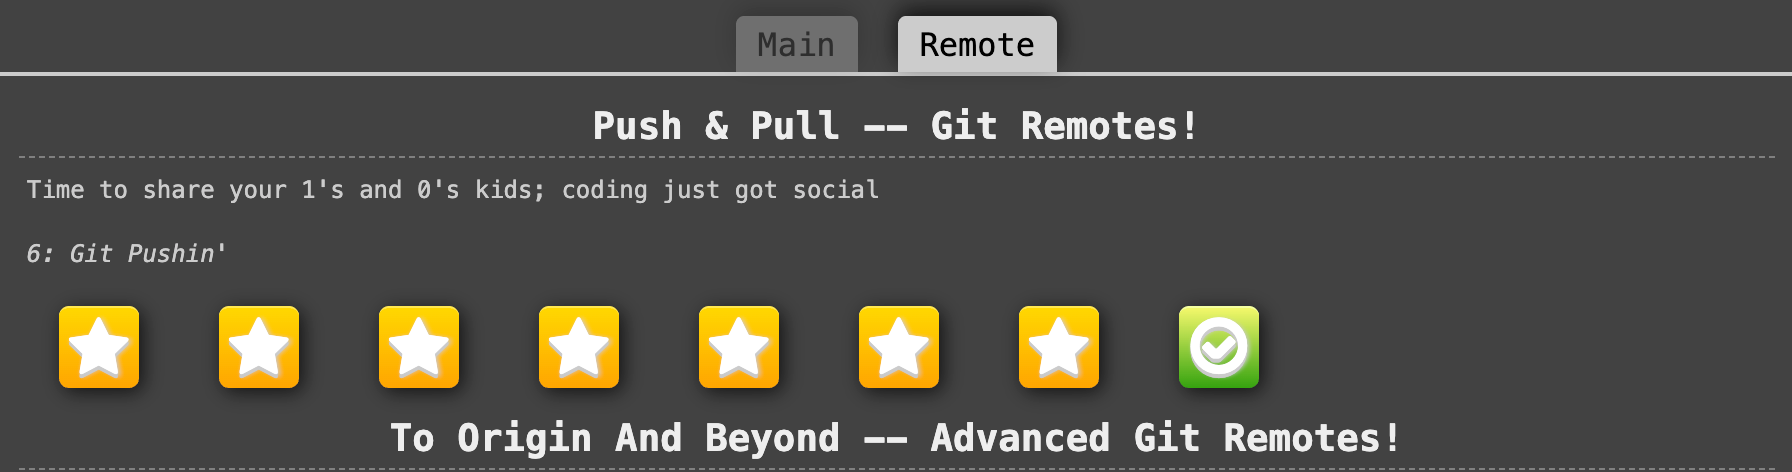 Main
Remote
Push & Pull -- Git Remotes!
Time to share your 1's and 0's kids; coding just got social
6: Git Pushin'
To Origin And Beyond -- Advanced Git Remotes!